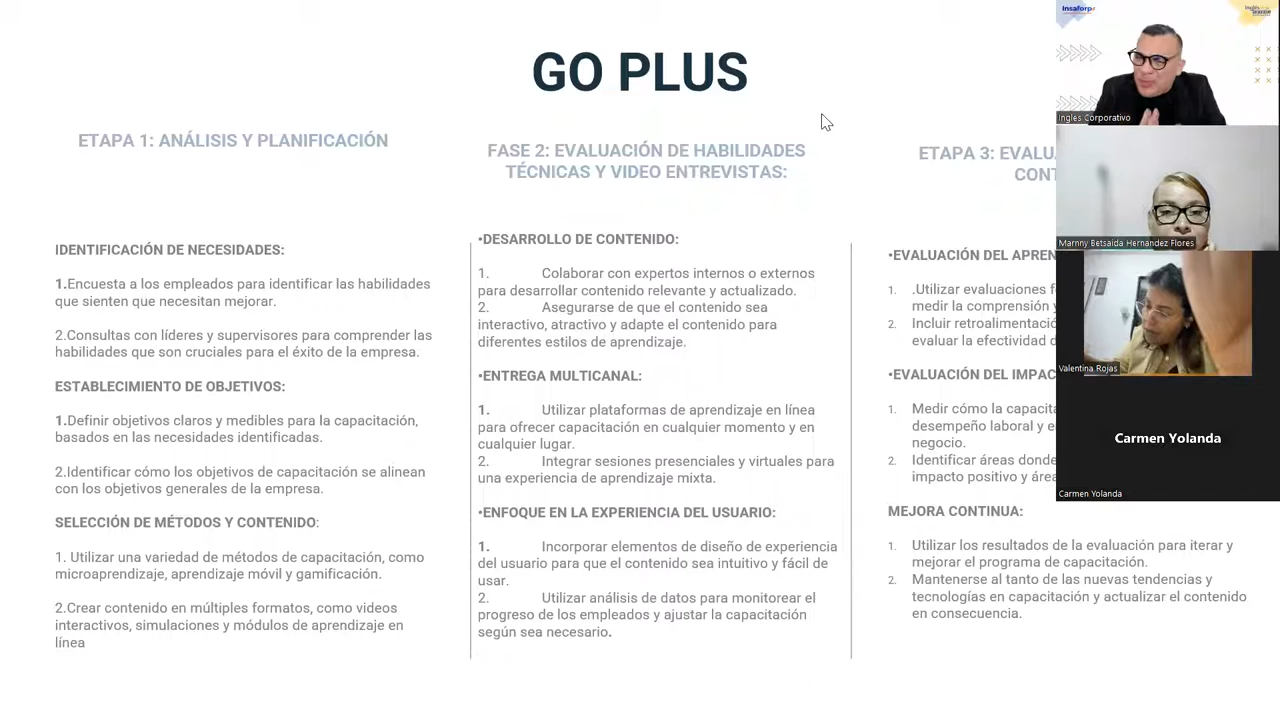 GO PLUS
ETAPA 1: ANÁLISIS Y PLANIFICACIÓN
IDENTIFICACIÓN DE NECESIDADES:
1.Encuesta a los empleados para identificar las habilidades
que sienten que necesitan mejorar.
2.Consultas con líderes y supervisores para comprender las
habilidades que son cruciales para el éxito de la empresa.
ESTABLECIMIENTO DE OBJETIVOS:
1.Definir objetivos claros y medibles para la capacitación,
basados en las necesidades identificadas.
2.Identificar cómo los objetivos de capacitación se alinean
con los objetivos generales de la empresa.
SELECCIÓN DE MÉTODOS Y CONTENIDO:
1. Utilizar una variedad de métodos de capacitación, como
microaprendizaje, aprendizaje móvil y gamificación.
2.Crear contenido en múltiples formatos, como videos
interactivos, simulaciones y módulos de aprendizaje en
línea
FASE 2: EVALUACIÓN DE HABILIDADES
TÉCNICAS Y VIDEO ENTREVISTAS:
•DESARROLLO DE CONTENIDO:
1. Colaborar con expertos internos o externos
para desarrollar contenido relevante y actualizado.
2. Asegurarse de que el contenido sea
interactivo, atractivo y adapte el contenido para
diferentes estilos de aprendizaje.
•ENTREGA MULTICANAL:
1. Utilizar plataformas de aprendizaje en línea
para ofrecer capacitación en cualquier momento y en
cualquier lugar.
2. Integrar sesiones presenciales y virtuales para
una experiencia de aprendizaje mixta.
•ENFOQUE EN LA EXPERIENCIA DEL USUARIO:
1. Incorporar elementos de diseño de experiencia
del usuario para que el contenido sea intuitivo y fácil de
usar.
2. Utilizar análisis de datos para monitorear el
progreso de los empleados y ajustar la capacitación
según sea necesario.
ETAPA 3: EVALU
CONT
•EVALUACIÓN DEL APREN
1. .Utilizar evaluaciones f
medir la comprensión y
2. Incluir retroalimentació
evaluar la efectividad d
•EVALUACIÓN DEL IMPAC
1. Medir cómo la capacita
desempeño laboral y e
negocio.
2. Identificar áreas donde
impacto positivo y área
MEJORA CONTINUA:
1. Utilizar los resultados de la evaluación para iterar y
mejorar el programa de capacitación.
2. Mantenerse al tanto de las nuevas tendencias y
tecnologías en capacitación y actualizar el contenido
en consecuencia.
Insaforp
Ingles Corporativo
Marnny Betsaida Hernandez Flores
Valentina Rojas
Carmen Yolanda
Carmen Yolanda